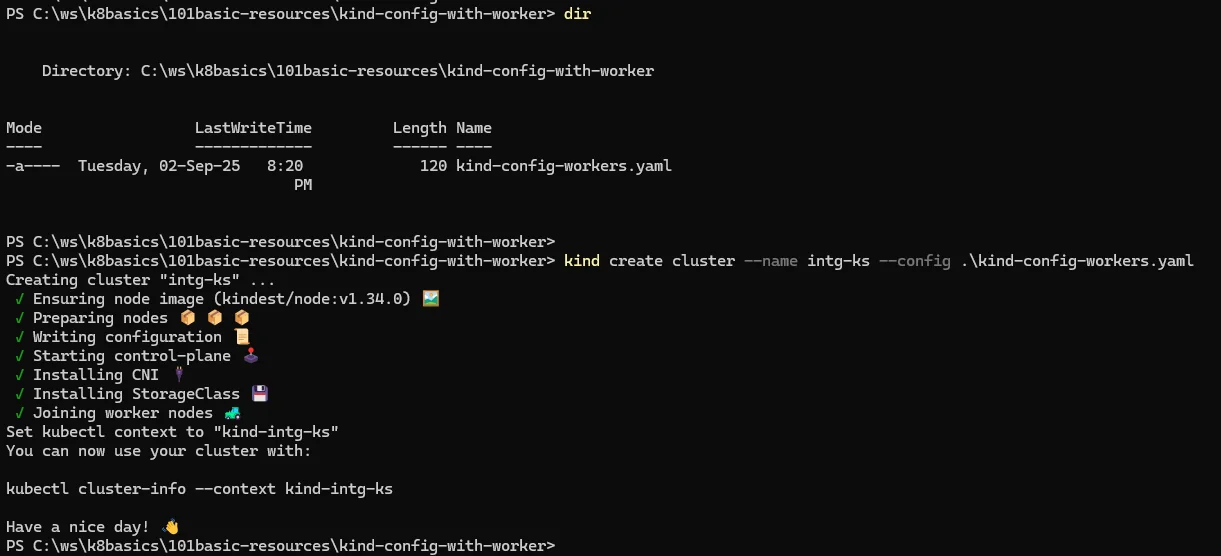 PS C:\ws\k8basics\101basic-resources\kind-config-with-worker> dir
Directory: C:\ws\k8basics\101basic-resources\kind-config-with-worker
Mode                LastWriteTime         Length Name
----                -------------         ------ ----
-a----  Tuesday, 02-Sep-25   8:20            120 kind-config-workers.yaml
PM
PS C:\ws\k8basics\101basic-resources\kind-config-with-worker>
PS C:\ws\k8basics\101basic-resources\kind-config-with-worker> kind create cluster --name intg-ks --config .\kind-config-workers.yaml
Creating cluster "intg-ks" ...
✓ Ensuring node image (kindest/node:v1.34.0) 🖼
✓ Preparing nodes 📦 📦 📦
✓ Writing configuration 📜
✓ Starting control-plane 🕹
✓ Installing CNI 🔌
✓ Installing StorageClass 💾
✓ Joining worker nodes 🚜
Set kubectl context to "kind-intg-ks"
You can now use your cluster with:
kubectl cluster-info --context kind-intg-ks
Have a nice day! 👋
PS C:\ws\k8basics\101basic-resources\kind-config-with-worker>